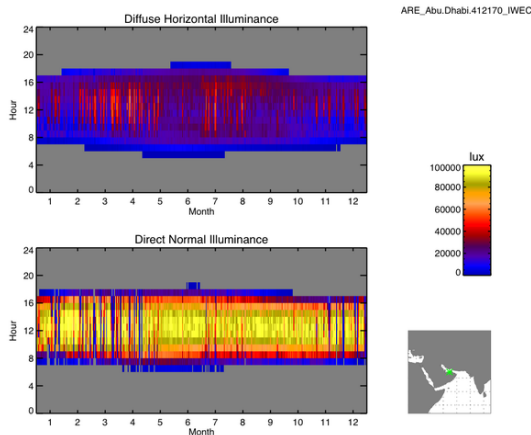 ARE_Abu.Dhabi.412170_IWEC
Diffuse Horizontal Illuminance
24
20
16
12
8
4
0
Hour
1 2 3 4 5 6 7 8 9 10 11 12
Month
lux
100000
80000
60000
40000
20000
0
Direct Normal Illuminance
24
20
16
12
8
4
0
Hour
1 2 3 4 5 6 7 8 9 10 11 12
Month